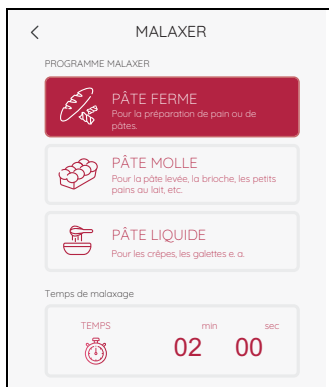 MALAXER
PROGRAMME MALAXER
PÂTE FERME
Pour la préparation de pain ou de
pâtes.
PÂTE MOLLE
Pour la pâte levée, la brioche, les petits
pains au lait, etc.
PÂTE LIQUIDE
Pour les crêpes, les galettes e. a.
Temps de malaxage
TEMPS min sec
02 00